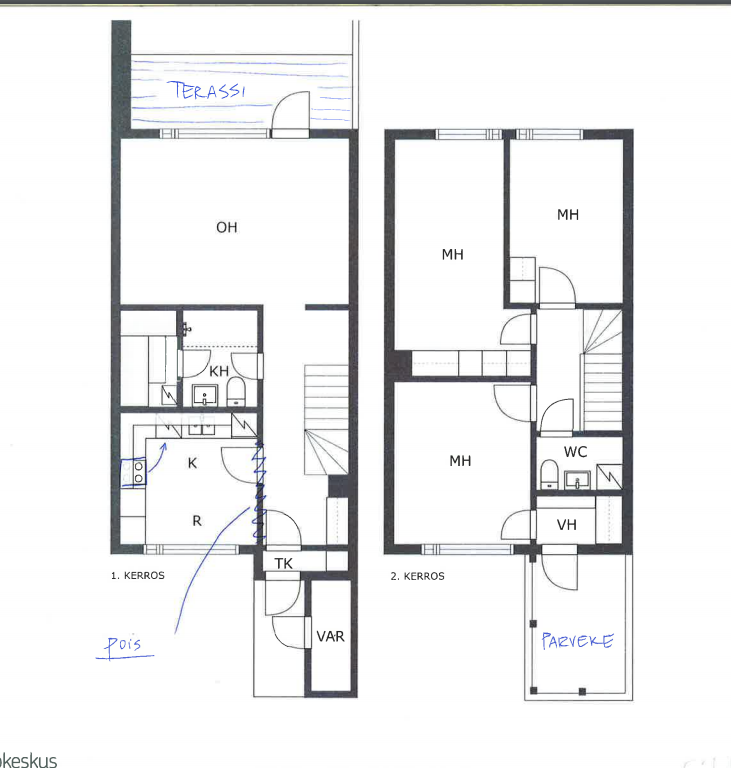 TERASSI
OH
MH
MH
KH
K
R
MH
WC
VH
TK
1. KERROS
2. KERROS
VAR
pois
PARVEKE
okeskus